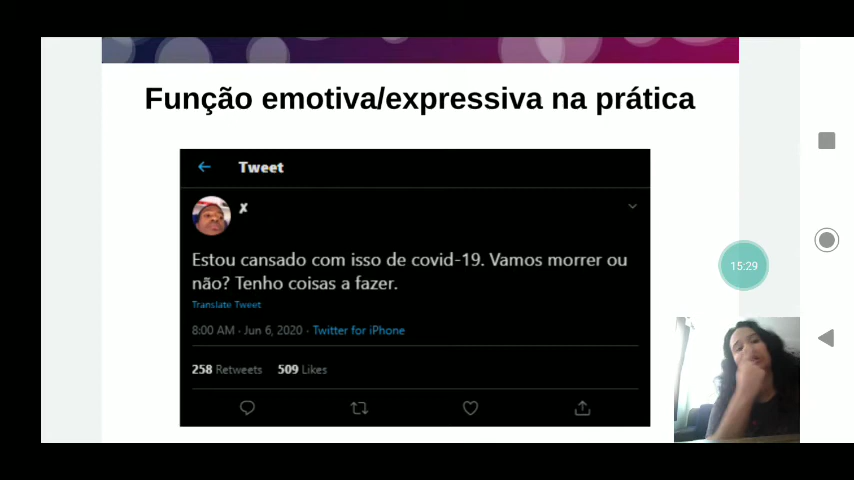 Função emotiva/expressiva na prática
Tweet
X
Estou cansado com isso de covid-19. Vamos morrer ou
não? Tenho coisas a fazer.
Translate Tweet
8:00 AM · Jun 6, 2020 · Twitter for iPhone
258 Retweets 509 Likes
15:29